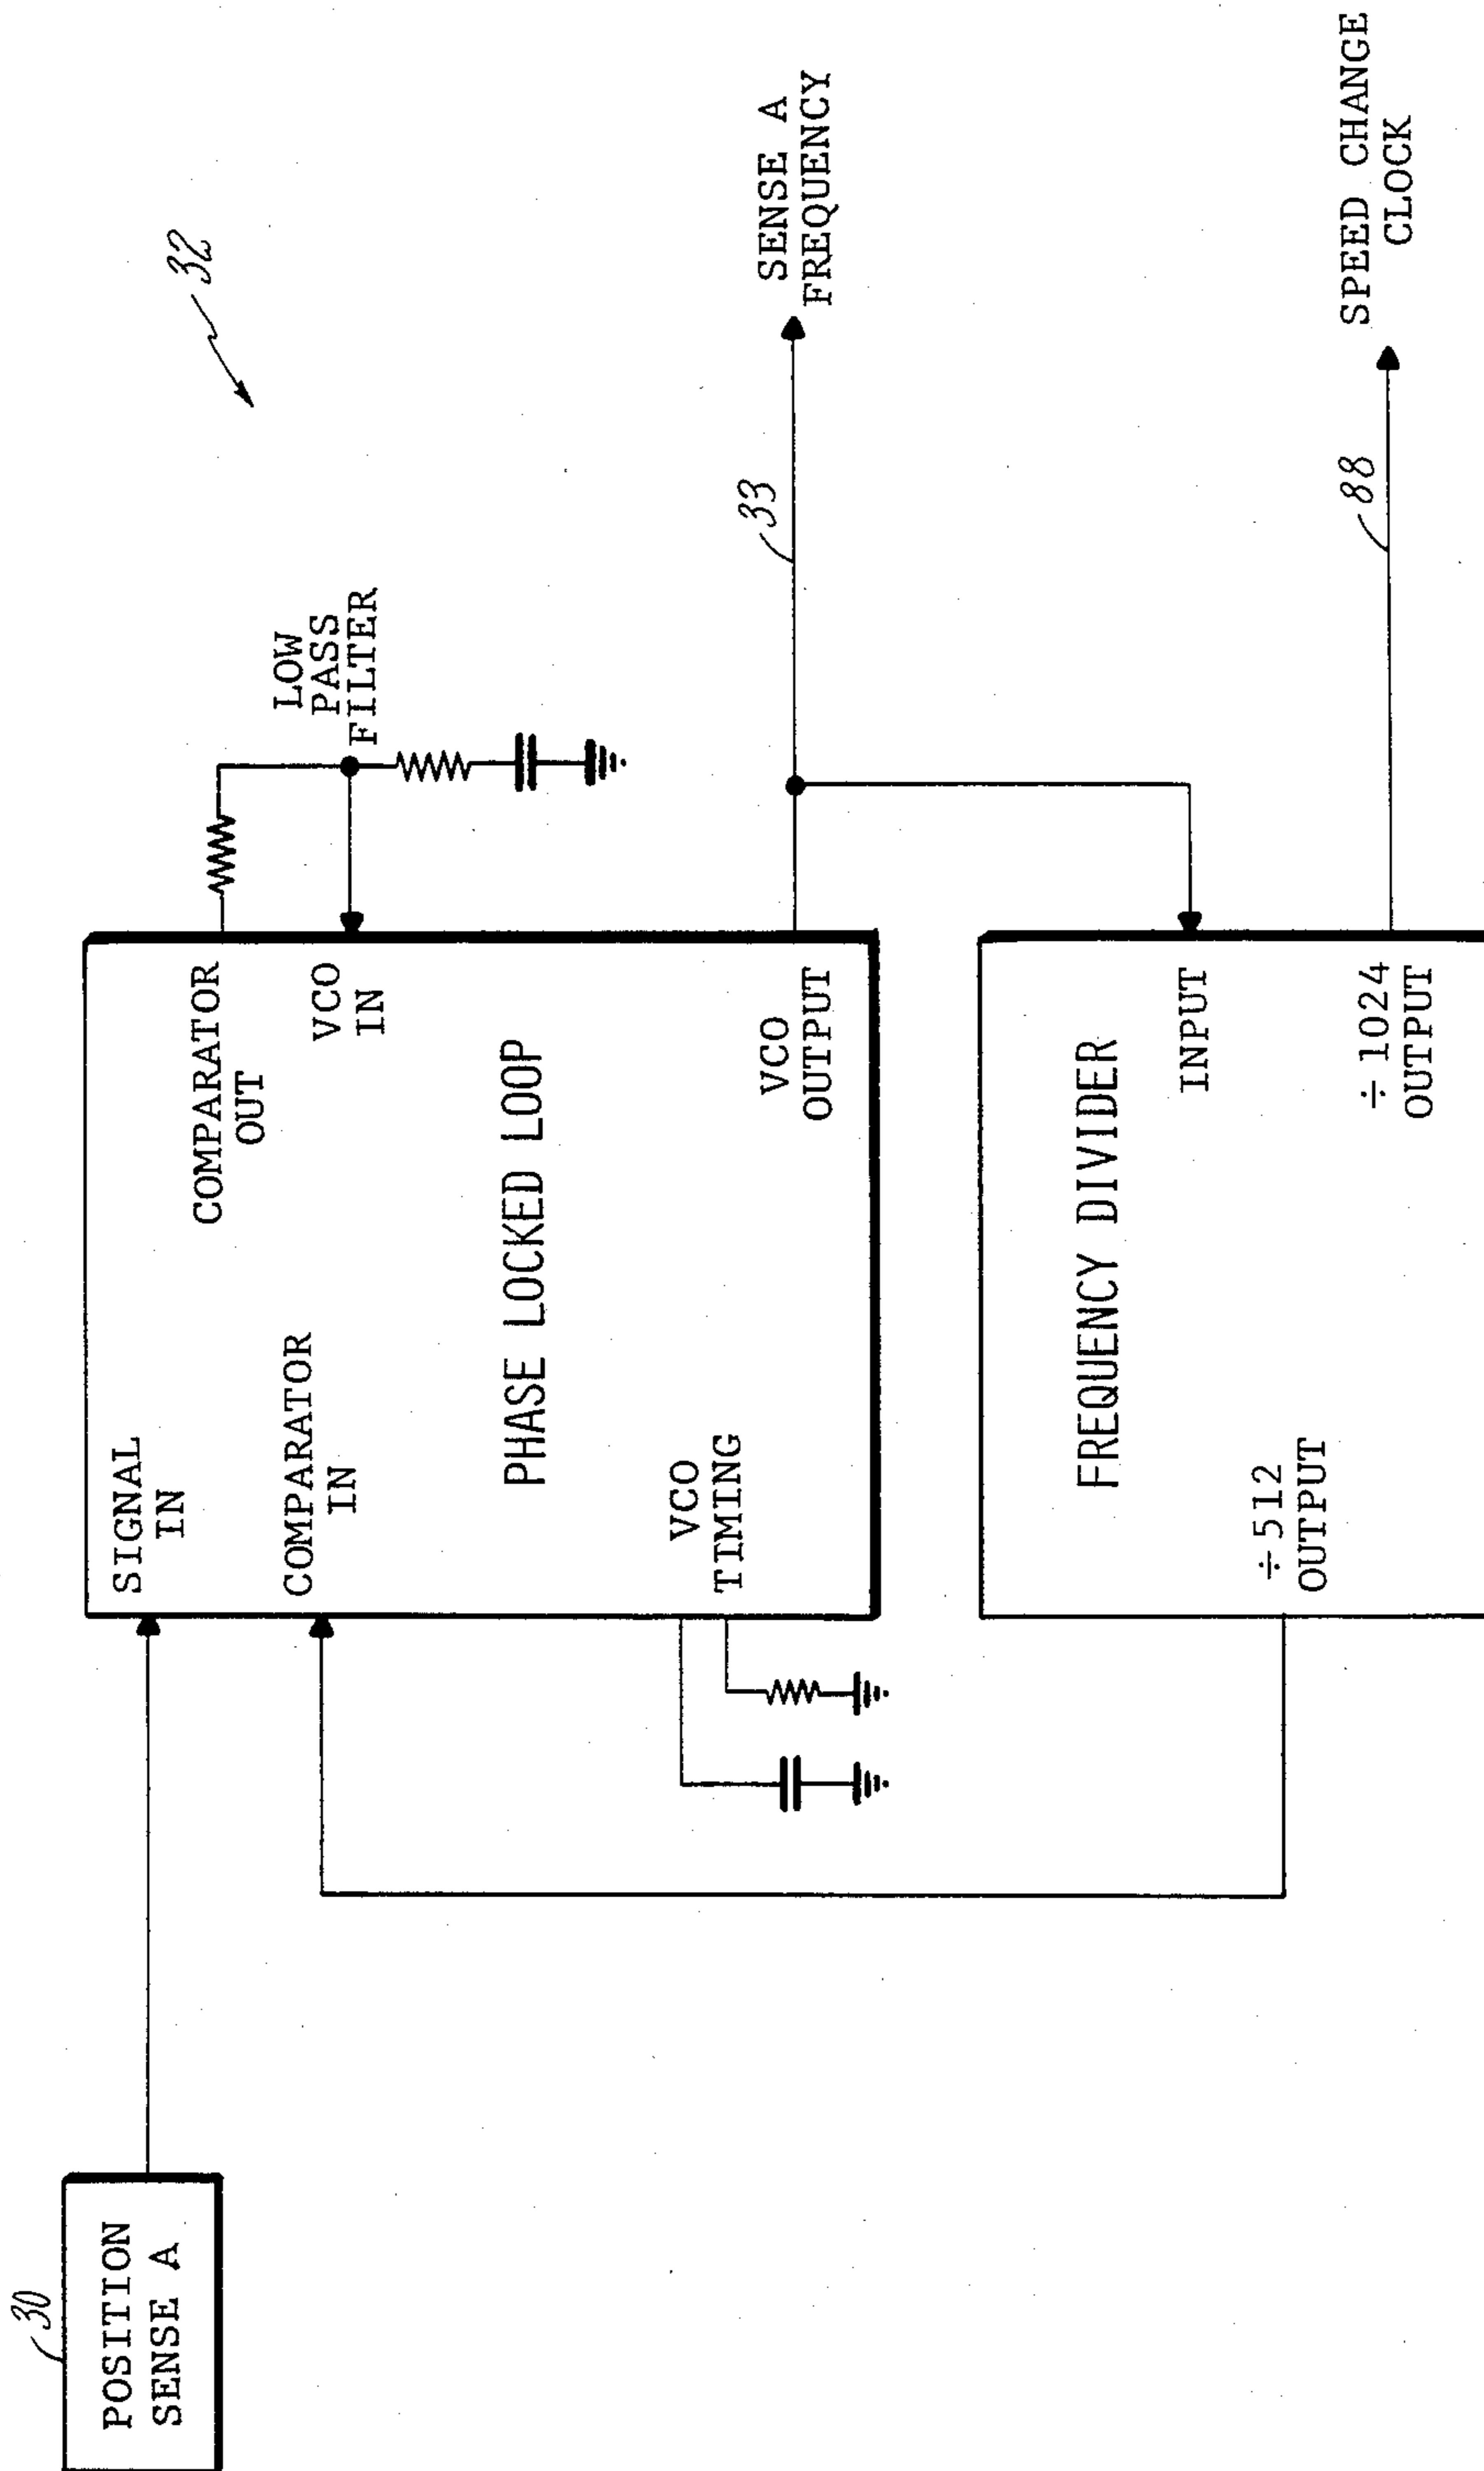 32
30
POSITION
SENSE A
SIGNAL
IN
COMPARATOR
OUT
COMPARATOR
IN
VCO
IN
LOW
PASS
FILTER
PHASE LOCKED LOOP
VCO
TIMING
VCO
OUTPUT
33
SENSE A
FREQUENCY
FREQUENCY DIVIDER
INPUT
÷512
OUTPUT
÷1024
OUTPUT
88
SPEED CHANGE
CLOCK